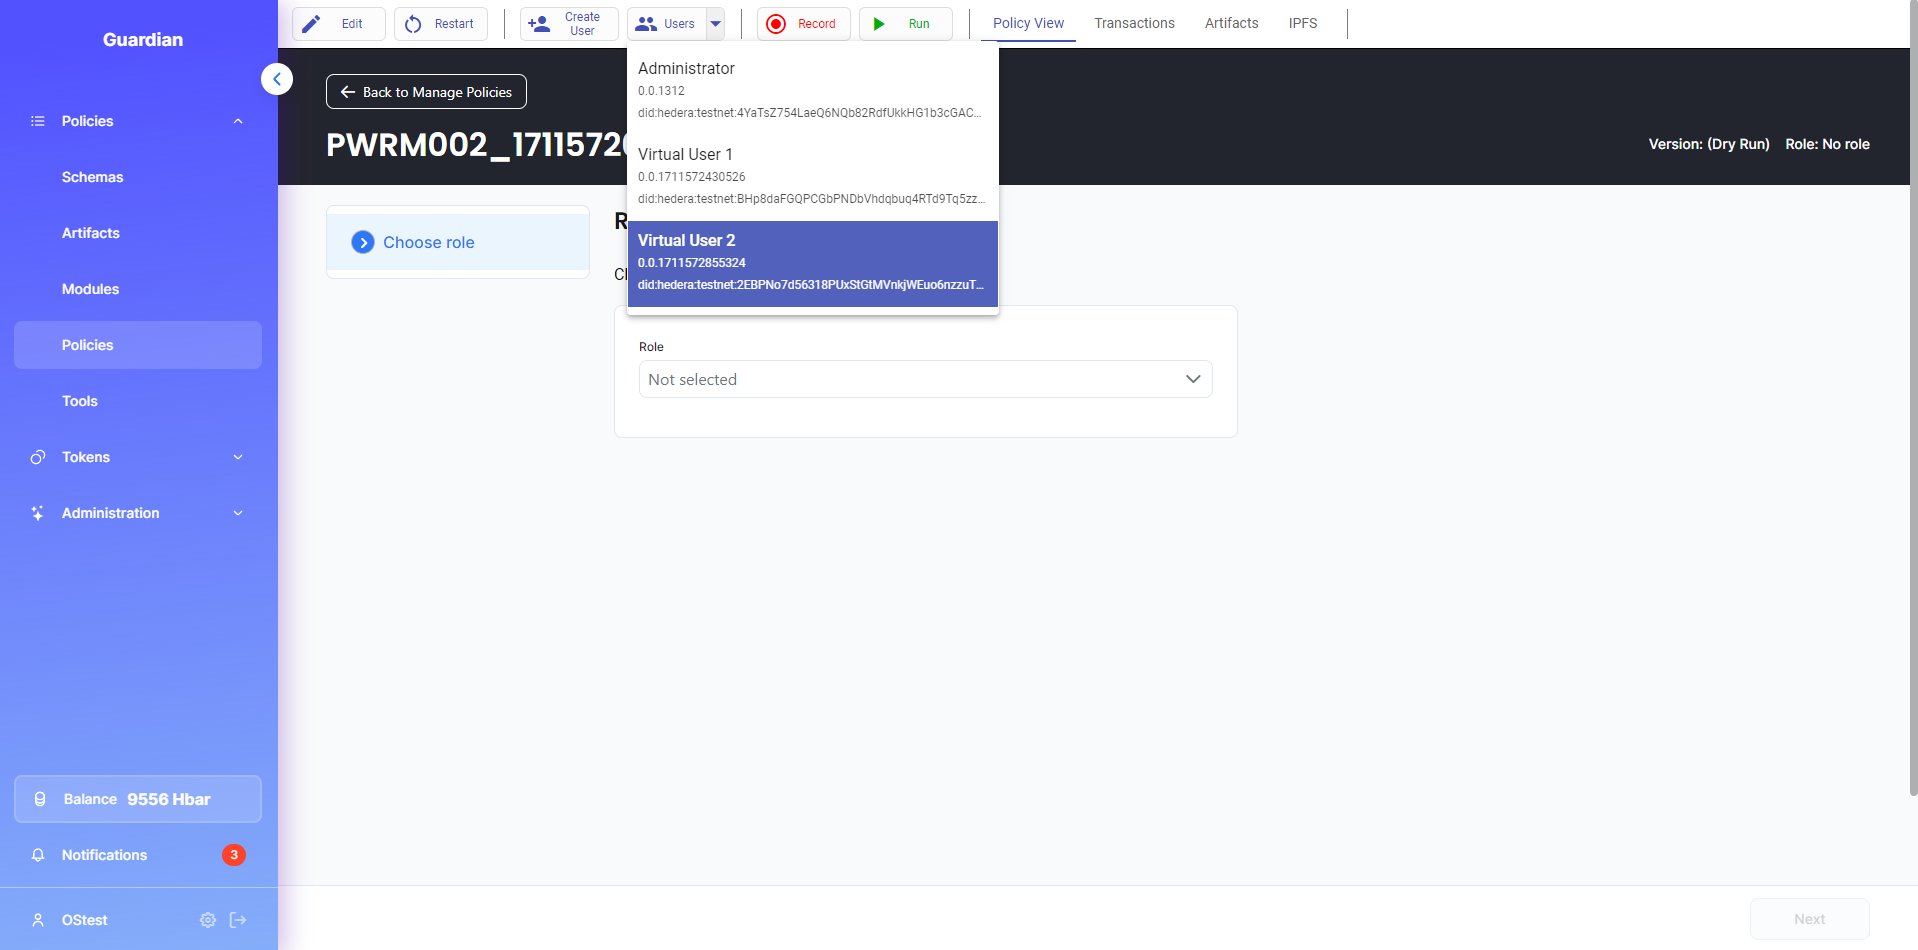 Guardian
Policies
Schemas
Artifacts
Modules
Policies
Tools
Tokens
Administration
Balance 9556 Hbar
Notifications 3
OStest
Edit
Restart
Create
User
Users
Record
Run
Policy View
Transactions
Artifacts
IPFS
Back to Manage Policies
PWRM002_1711572
Version: (Dry Run) Role: No role
Administrator
0.0.1312
did:hedera:testnet:4YaTsZ754LaeQ6NQb82RdfUkkHG1b3cGAC...
Virtual User 1
0.0.1711572430526
did:hedera:testnet:BHp8daFGQPCGbPNDbVhdqbuq4RTd9Tq5zz...
Virtual User 2
0.0.1711572855324
did:hedera:testnet:2EBPNo7d56318PUxStGtMVnkjWEuo6nzzuT...
Choose role
Role
Not selected
Next